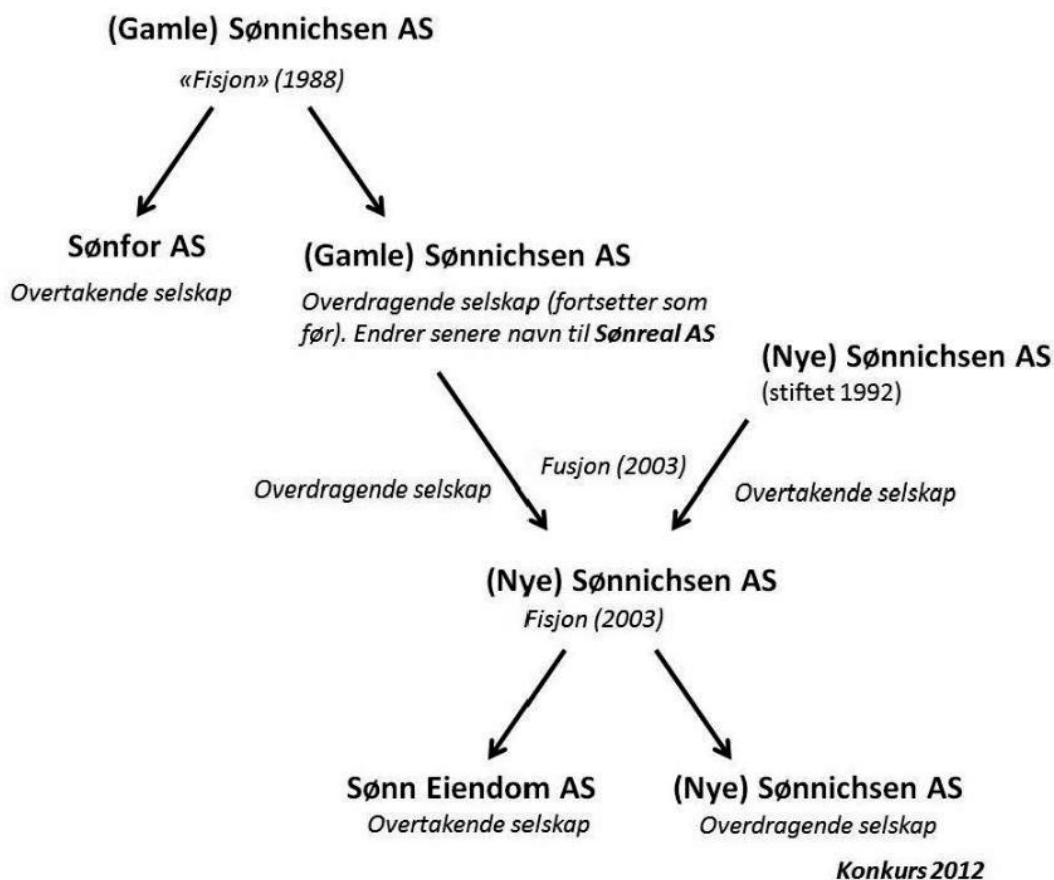 (Gamle) Sønnichsen AS
«Fisjon» (1988)
Sønfor AS
Overtakende selskap
(Gamle) Sønnichsen AS
Overdragende selskap (fortsetter som
før). Endrer senere navn til Sønreal AS
(Nye) Sønnichsen AS
(stiftet 1992)
Fusjon (2003)
Overdragende selskap
Overtakende selskap
(Nye) Sønnichsen AS
Fisjon (2003)
Sønn Eiendom AS
Overtakende selskap
(Nye) Sønnichsen AS
Overdragende selskap
Konkurs 2012